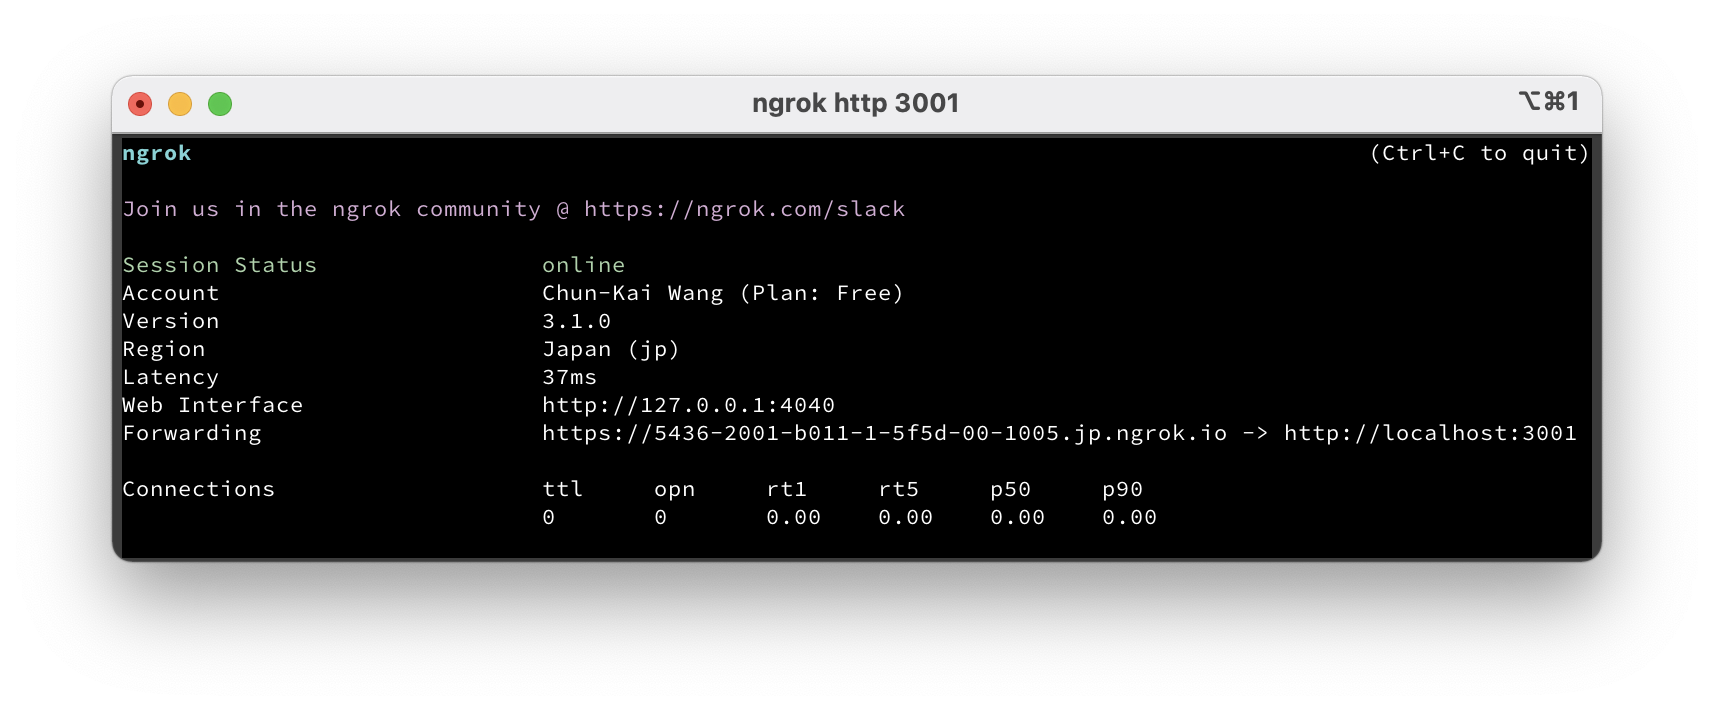 ngrok http 3001 ⌥⌘1
ngrok (Ctrl+C to quit)
Join us in the ngrok community @ https://ngrok.com/slack
Session Status online
Account Chun-Kai Wang (Plan: Free)
Version 3.1.0
Region Japan (jp)
Latency 37ms
Web Interface http://127.0.0.1:4040
Forwarding https://5436-2001-b011-1-5f5d-00-1005.jp.ngrok.io -> http://localhost:3001
Connections ttl opn rt1 rt5 p50 p90
0 0 0.00 0.00 0.00 0.00